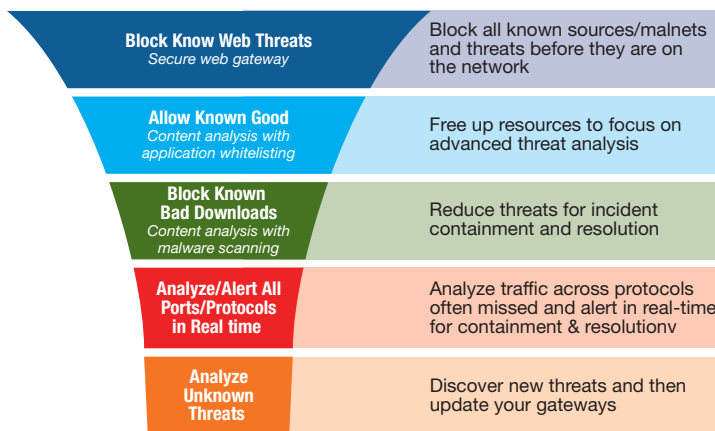 Block Know Web Threats
Secure web gateway
Block all known sources/malnets
and threats before they are on
the network
Allow Known Good
Content analysis with
application whitelisting
Free up resources to focus on
advanced threat analysis
Block Known
Bad Downloads
Content analysis with
malware scanning
Reduce threats for incident
containment and resolution
Analyze/Alert All
Ports/Protocols
in Real time
Analyze traffic across protocols
often missed and alert in real-time
for containment & resolutionv
Analyze
Unknown
Threats
Discover new threats and then
update your gateways